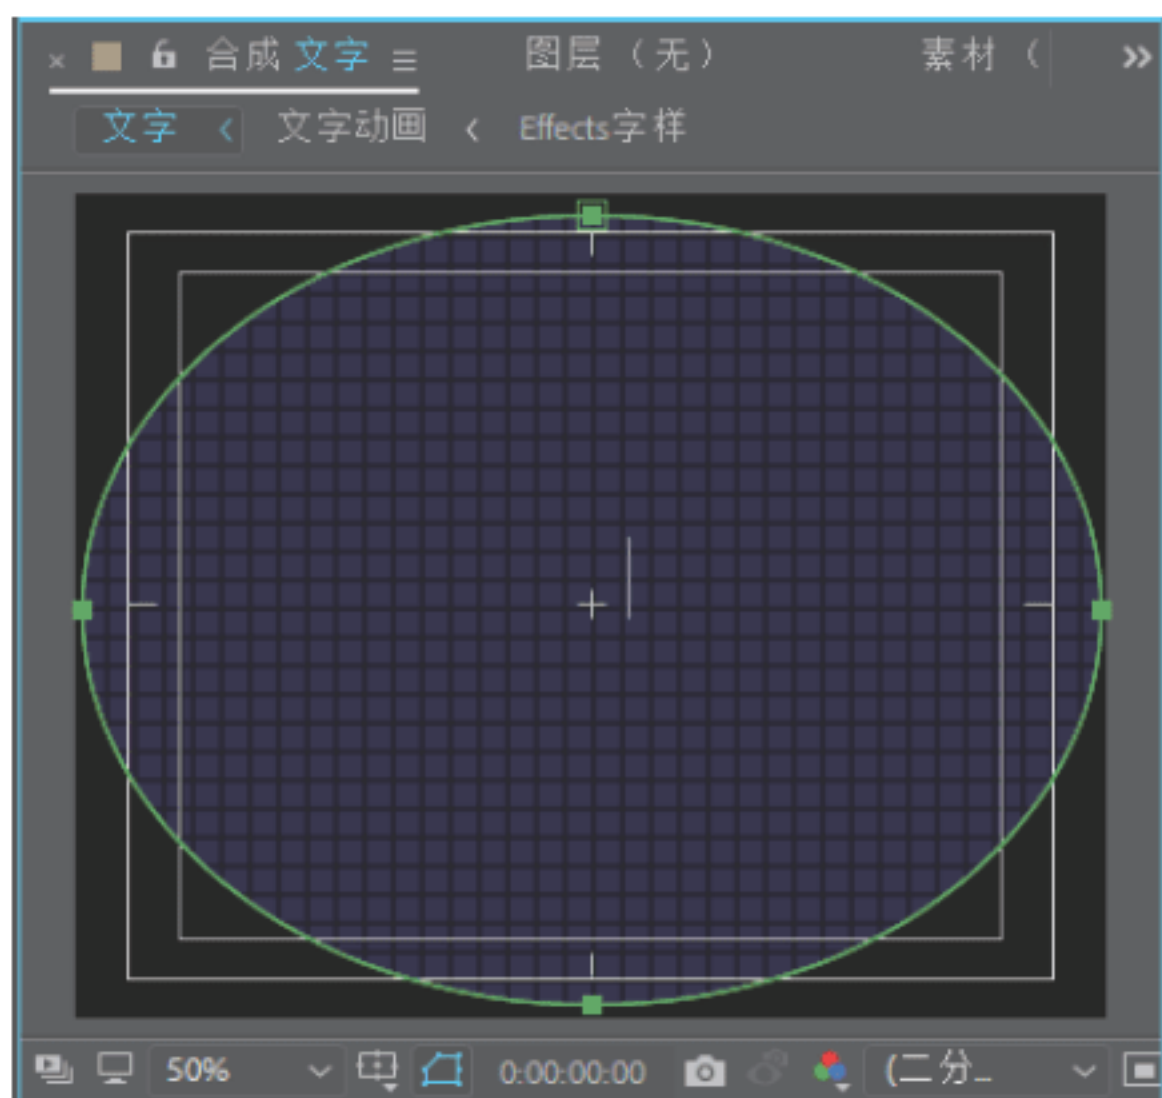 × 合成 文字 ≡ 图层 （无） 素材 （ »
文字 ‹ 文字动画 ‹ Effects字样
50% 0:00:00:00 (二分...